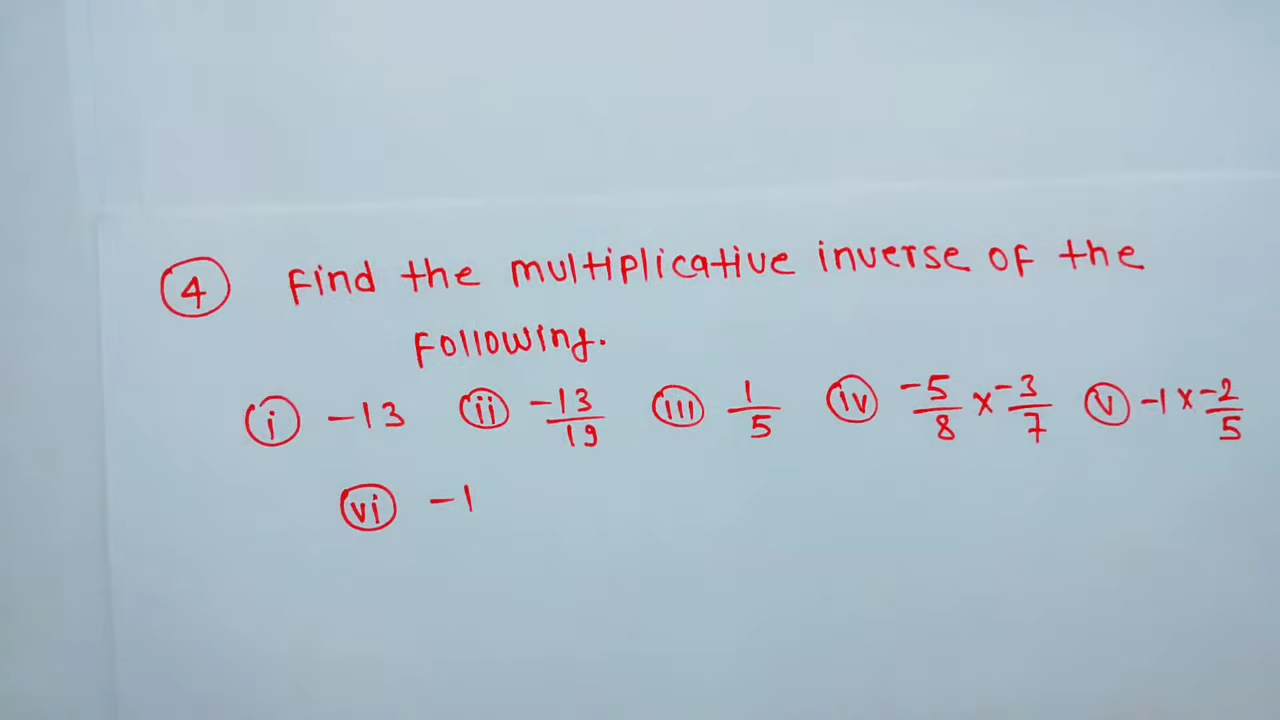 4 Find the multiplicative inverse of the
following.
i -13 ii -13/19 iii 1/5 iv -5/8 × -3/7 v -1 × -2/5
vi -1